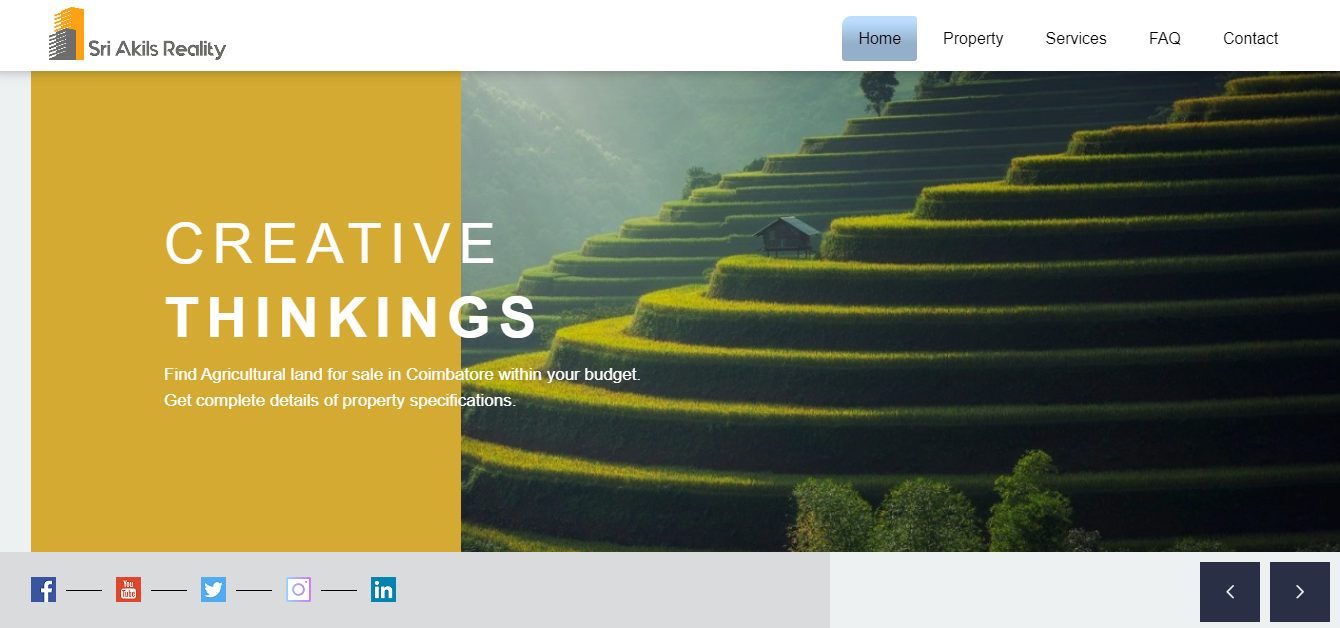 Sri Akils Reality
Home Property Services FAQ Contact
CREATIVE
THINKINGS
Find Agricultural land for sale in Coimbatore within your budget.
Get complete details of property specifications.
You
Tube
in